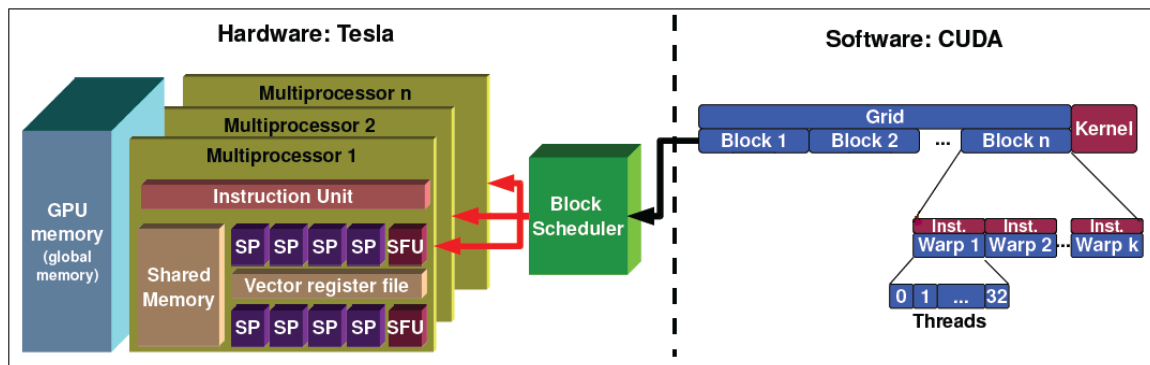 Hardware: Tesla
Software: CUDA
Multiprocessor n
Multiprocessor 2
Multiprocessor 1
Instruction Unit
GPU
memory
(global
memory)
Shared
Memory
SP SP SP SP SFU
Vector register file
SP SP SP SP SFU
Block
Scheduler
Grid
Kernel
Block 1 Block 2 ... Block n
Inst. Inst. Inst.
Warp 1 Warp 2 ... Warp k
0 1 ... 32
Threads